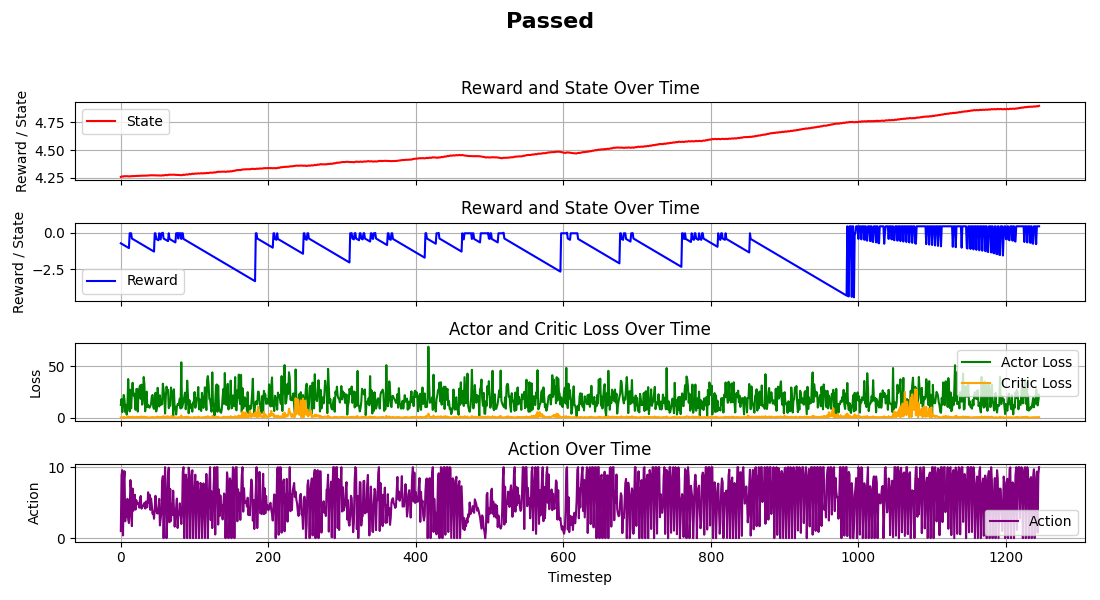 Passed
Reward and State Over Time
Reward / State
4.75
4.50
4.25
State
Reward and State Over Time
Reward / State
0.0
−2.5
Reward
Actor and Critic Loss Over Time
Loss
50
0
Actor Loss
Critic Loss
Action Over Time
Action
10
0
Action
0
200
400
600
800
1000
1200
Timestep